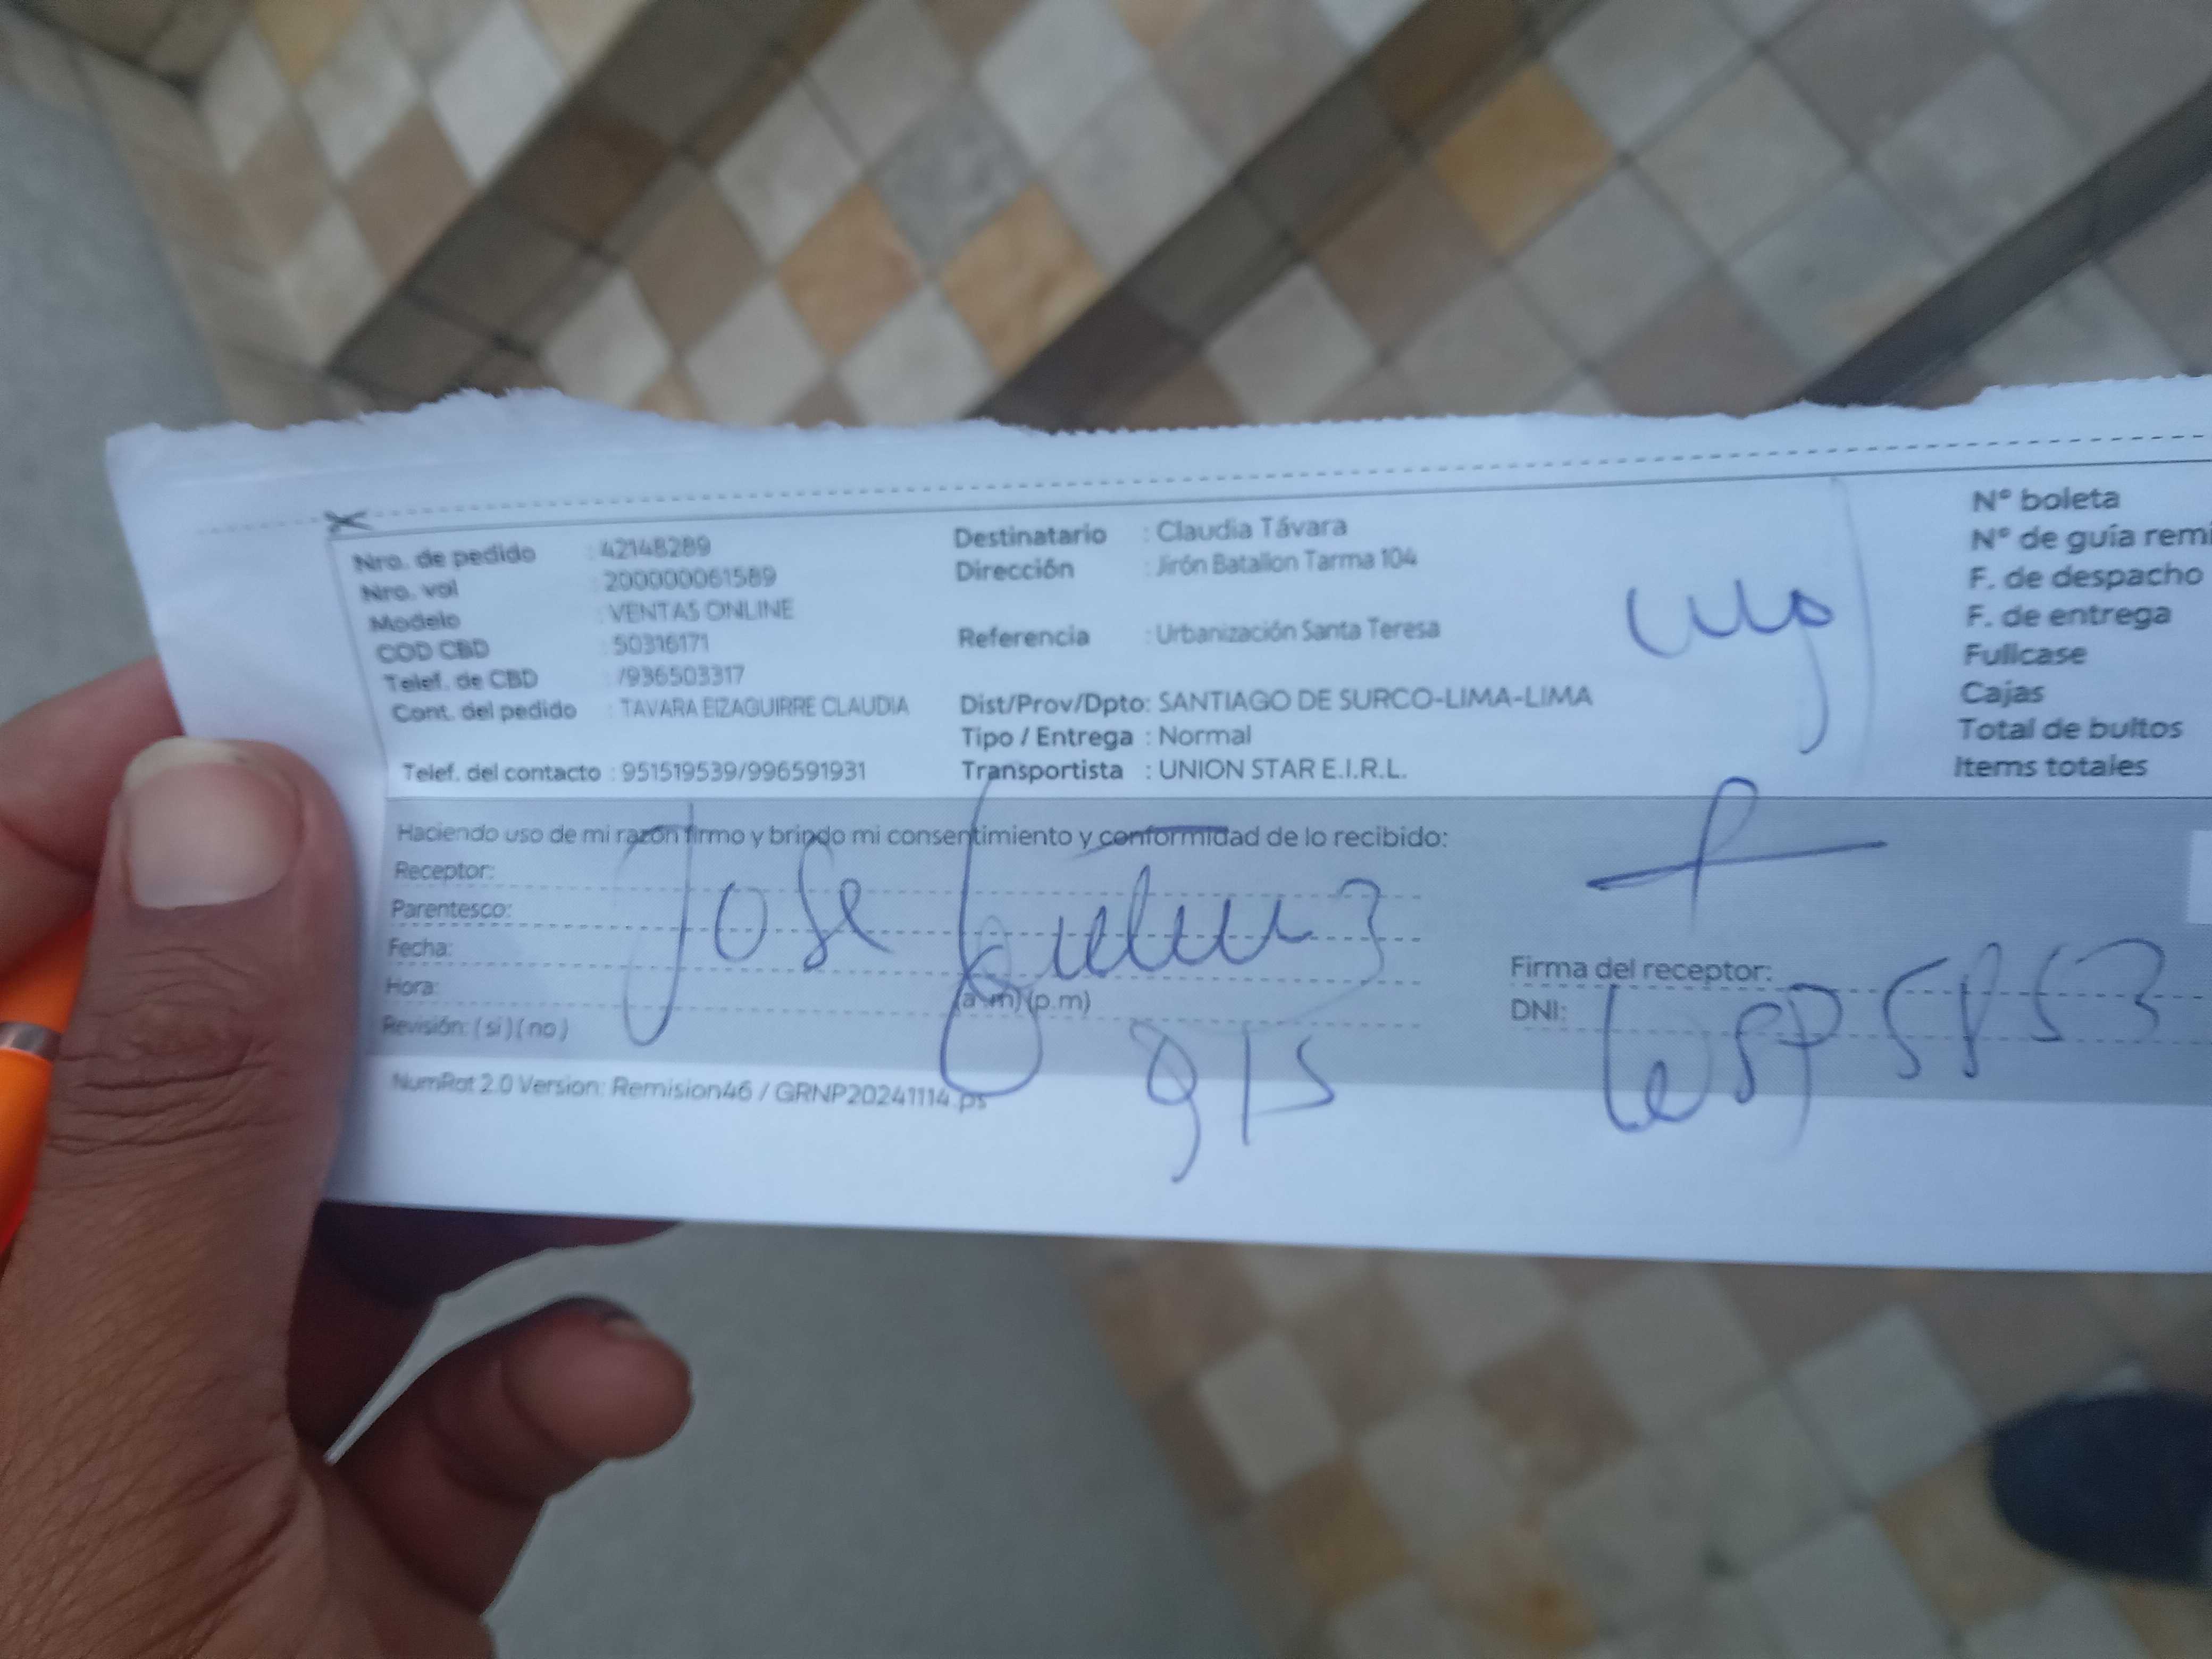 Nro. de pedido : 42148289
Nro. vol : 200000061589
Modelo : VENTAS ONLINE
COD CBD : 50316171
Telef. de CBD : /936503317
Cont. del pedido : TAVARA EIZAGUIRRE CLAUDIA
Telef. del contacto : 951519539/996591931
Destinatario : Claudia Távara
Dirección : Jirón Batallon Tarma 104
Referencia : Urbanización Santa Teresa
Dist/Prov/Dpto: SANTIAGO DE SURCO-LIMA-LIMA
Tipo / Entrega : Normal
Transportista : UNION STAR E.I.R.L.
N° boleta
N° de guía remi
F. de despacho
F. de entrega
Fullcase
Cajas
Total de bultos
Items totales
Haciendo uso de mi razón firmo y brindo mi consentimiento y conformidad de lo recibido:
Receptor:
Parentesco:
Jose
Fecha:
Hora: (a.m) (p.m)
Revisión: ( si ) ( no )
915
Firma del receptor:
DNI:
NumRot 2.0 Version: Remision46 / GRNP20241114.ps